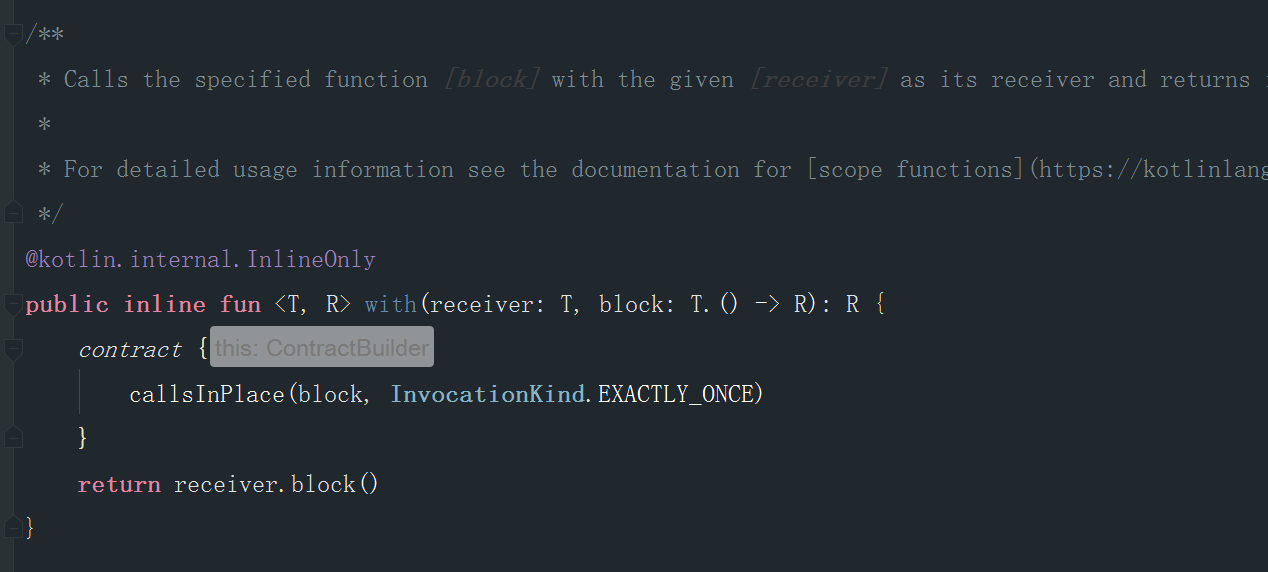 /**
* Calls the specified function [block] with the given [receiver] as its receiver and returns
*
* For detailed usage information see the documentation for [scope functions](https://kotlinlang
*/
@kotlin.internal.InlineOnly
public inline fun <T, R> with(receiver: T, block: T.() -> R): R {
contract { this: ContractBuilder
callsInPlace(block, InvocationKind.EXACTLY_ONCE)
}
return receiver.block()
}